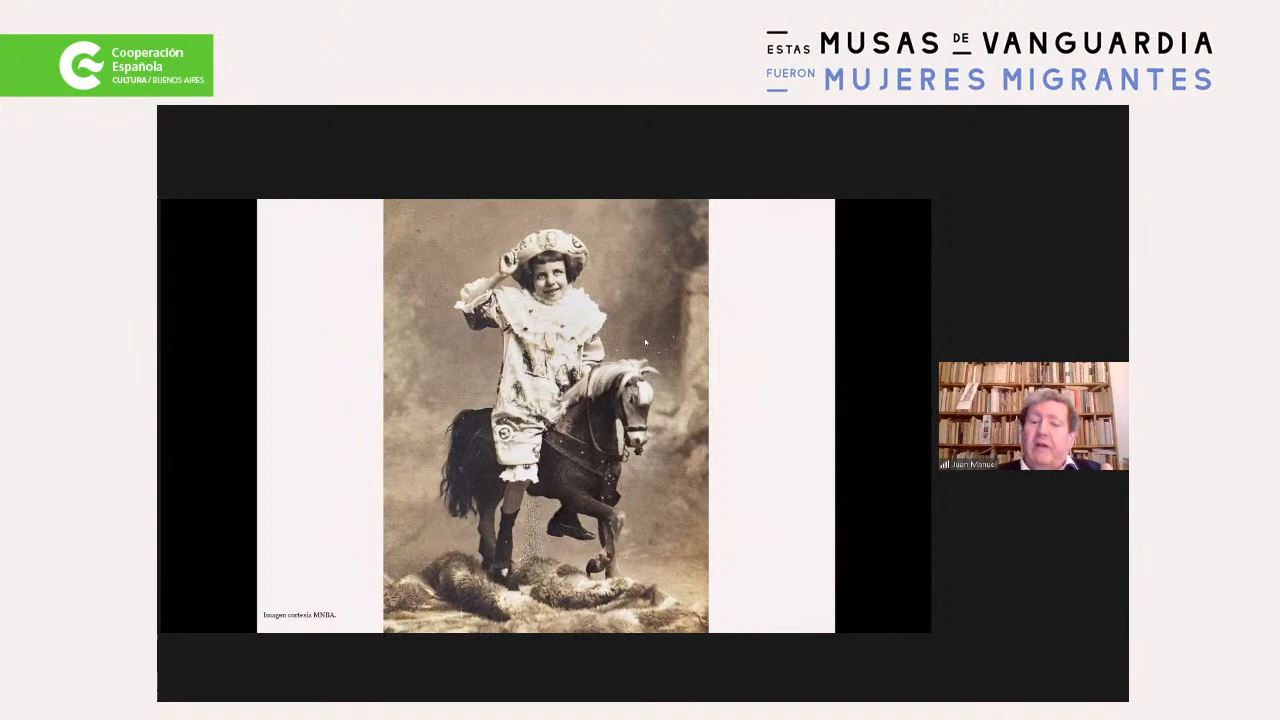 Cooperación
Española
CULTURA / BUENOS AIRES
ESTAS MUSAS DE VANGUARDIA
FUERON MUJERES MIGRANTES
Imagen cortesía MNBA.
Juan Manuel